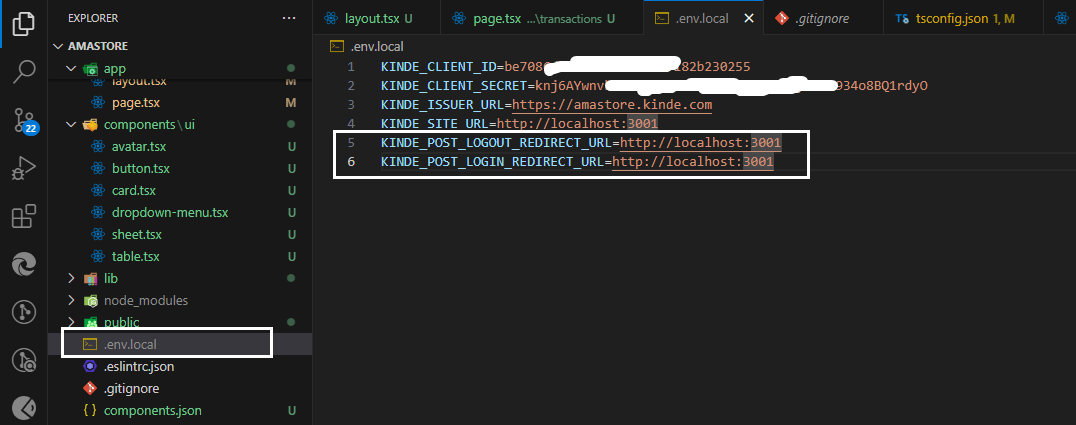 EXPLORER
AMASTORE
app
layout.tsx
page.tsx M
components\ui
avatar.tsx U
button.tsx U
card.tsx U
dropdown-menu.tsx U
sheet.tsx U
table.tsx U
lib
node_modules
public
.env.local
.eslintrc.json
.gitignore
components.json U
22
layout.tsx U
page.tsx ...\transactions U
.env.local
.gitignore
tsconfig.json 1, M
.env.local
1 KINDE_CLIENT_ID=be708 282b230255
2 KINDE_CLIENT_SECRET=knj6AYwnv 934o8BQ1rdyO
3 KINDE_ISSUER_URL=https://amastore.kinde.com
4 KINDE_SITE_URL=http://localhost:3001
5 KINDE_POST_LOGOUT_REDIRECT_URL=http://localhost:3001
6 KINDE_POST_LOGIN_REDIRECT_URL=http://localhost:3001